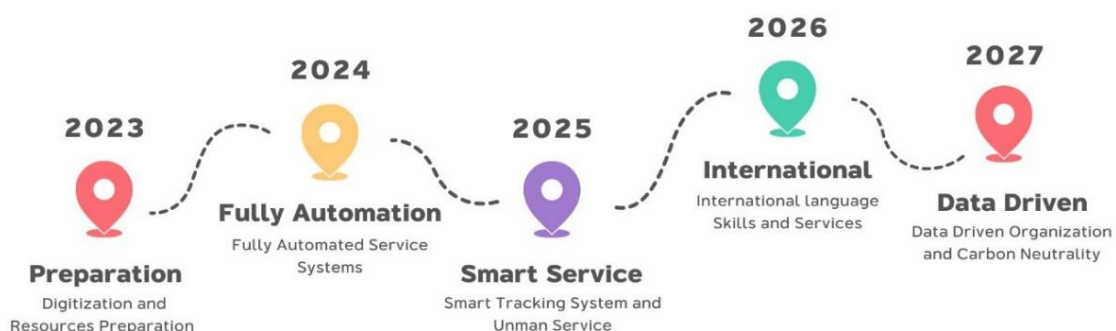 2023
Preparation
Digitization and
Resources Preparation
2024
Fully Automation
Fully Automated Service
Systems
2025
Smart Service
Smart Tracking System and
Unman Service
2026
International
International language
Skills and Services
2027
Data Driven
Data Driven Organization
and Carbon Neutrality